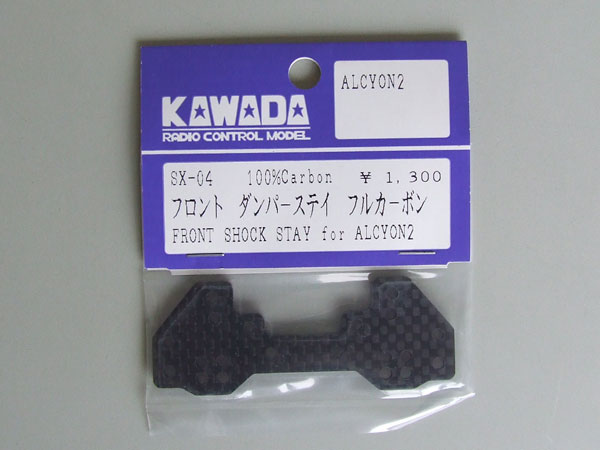 KAWADA
RADIO CONTROL MODEL
ALCYON2
SX-04 100%Carbon ¥ 1,300
フロント ダンパーステイ フルカーボン
FRONT SHOCK STAY for ALCYON2